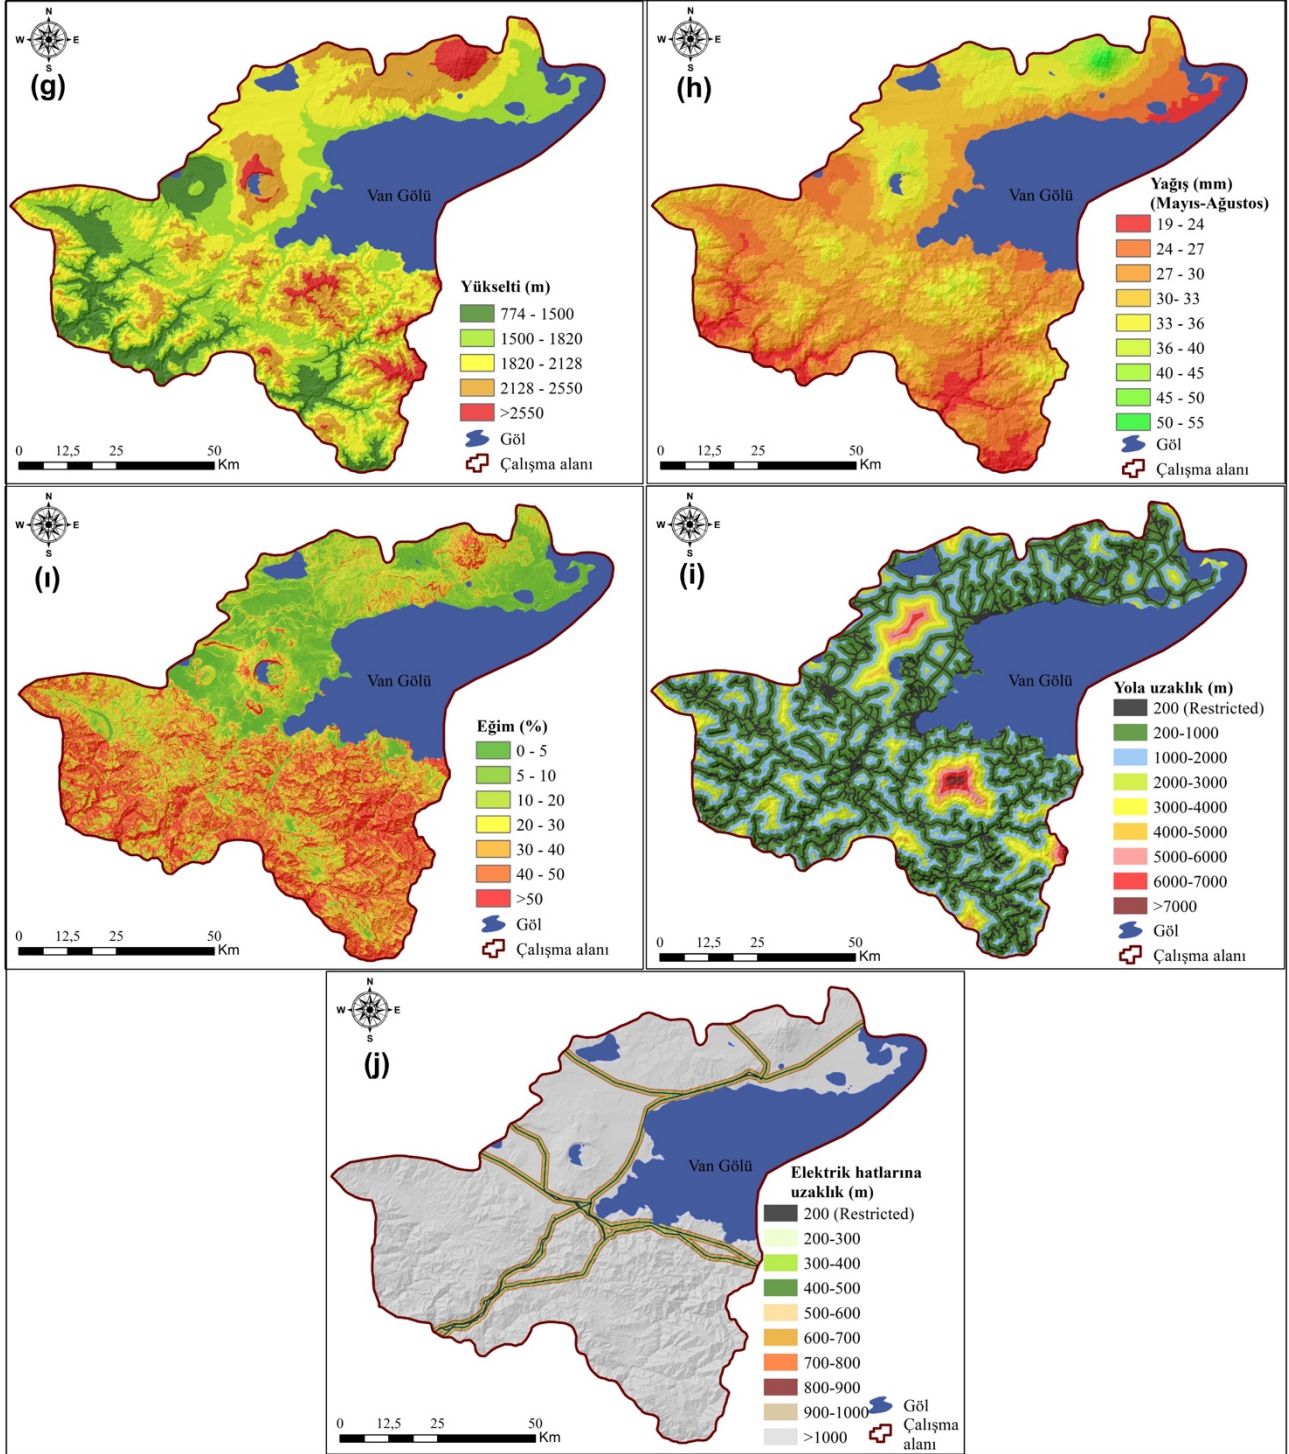 N
W
E
S
(g)
Van Gölü
Yükselti (m)
774 - 1500
1500 - 1820
1820 - 2128
2128 - 2550
>2550
Göl
Çalışma alanı
0 12,5 25 50
Km
N
W
E
S
(h)
Van Gölü
Yağış (mm)
(Mayıs-Ağustos)
19 - 24
24 - 27
27 - 30
30- 33
33 - 36
36 - 40
40 - 45
45 - 50
50 - 55
Göl
Çalışma alanı
0 12,5 25 50
Km
N
W
E
S
(ı)
Van Gölü
Eğim (%)
0 - 5
5 - 10
10 - 20
20 - 30
30 - 40
40 - 50
>50
Göl
Çalışma alanı
0 12,5 25 50
Km
N
W
E
S
(i)
Van Gölü
Yola uzaklık (m)
200 (Restricted)
200-1000
1000-2000
2000-3000
3000-4000
4000-5000
5000-6000
6000-7000
>7000
Göl
Çalışma alanı
0 12,5 25 50
Km
N
W
E
S
(j)
Van Gölü
Elektrik hatlarına
uzaklık (m)
200 (Restricted)
200-300
300-400
400-500
500-600
600-700
700-800
800-900
900-1000
>1000
Göl
Çalışma
alanı
0 12,5 25 50
Km